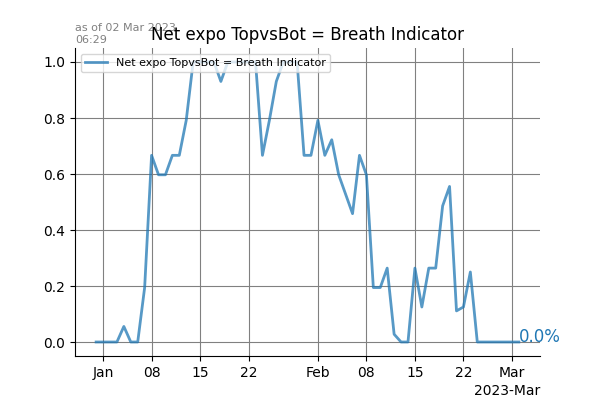 as of 02 Mar 2023
06:29
Net expo TopvsBot = Breath Indicator
Net expo TopvsBot = Breath Indicator
1.0
0.8
0.6
0.4
0.2
0.0
0.0%
Jan 08 15 22 Feb 08 15 22 Mar
2023-Mar